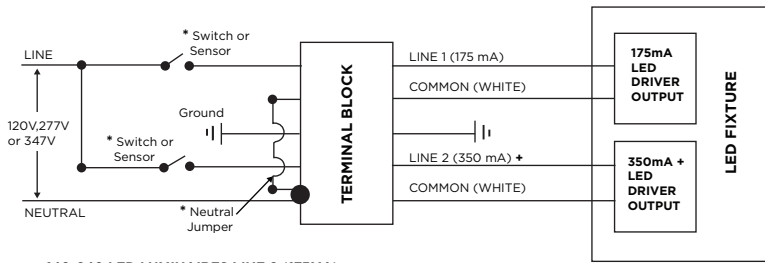 LINE
* Switch or
Sensor
120V,277V
or 347V
Ground
* Switch or
Sensor
NEUTRAL
* Neutral
Jumper
TERMINAL BLOCK
LINE 1 (175 mA)
COMMON (WHITE)
LINE 2 (350 mA) +
COMMON (WHITE)
175mA
LED
DRIVER
OUTPUT
350mA +
LED
DRIVER
OUTPUT
LED FIXTURE